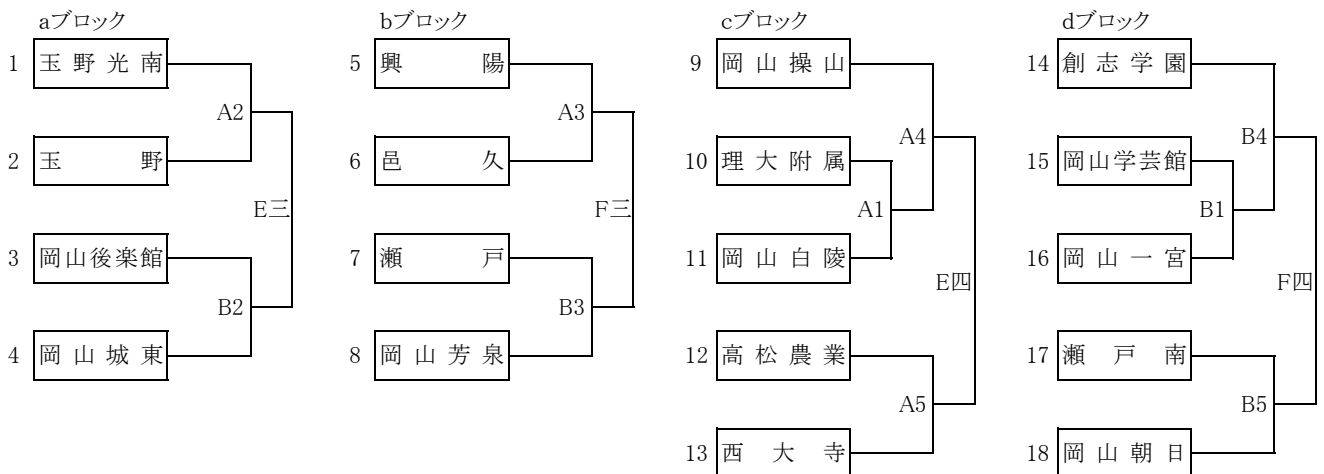 aブロック
1 玉野光南
A2
2 玉野
E三
3 岡山後楽館
B2
4 岡山城東
bブロック
5 興陽
A3
6 邑久
F三
7 瀬戸
B3
8 岡山芳泉
cブロック
9 岡山操山
A4
10 理大附属
A1
11 岡山白陵
E四
12 高松農業
A5
13 西大寺
dブロック
14 創志学園
B4
15 岡山学芸館
B1
16 岡山一宮
F四
17 瀬戸南
B5
18 岡山朝日